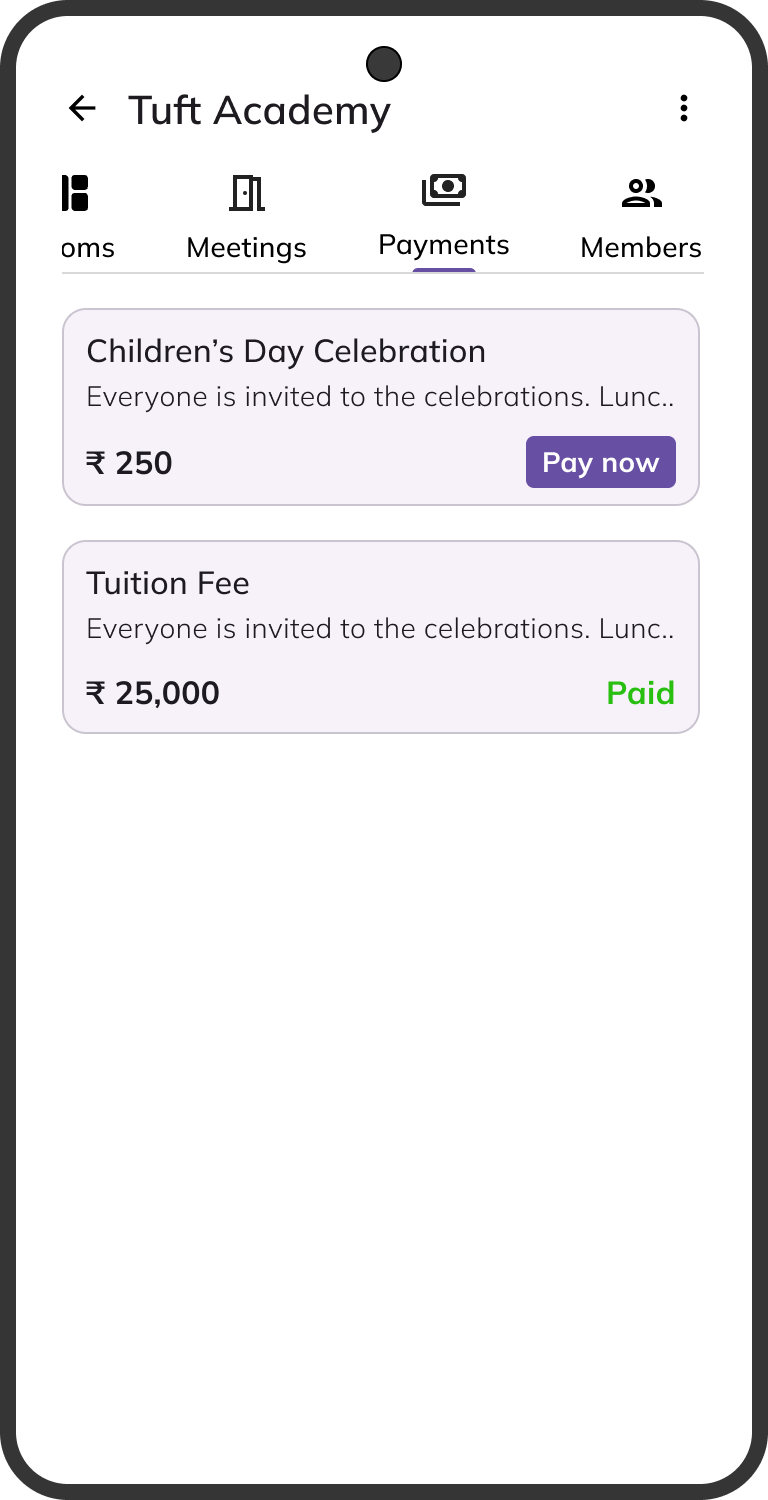 Tuft Academy
oms Meetings Payments Members
Children’s Day Celebration
Everyone is invited to the celebrations. Lunc..
₹ 250 Pay now
Tuition Fee
Everyone is invited to the celebrations. Lunc..
₹ 25,000 Paid